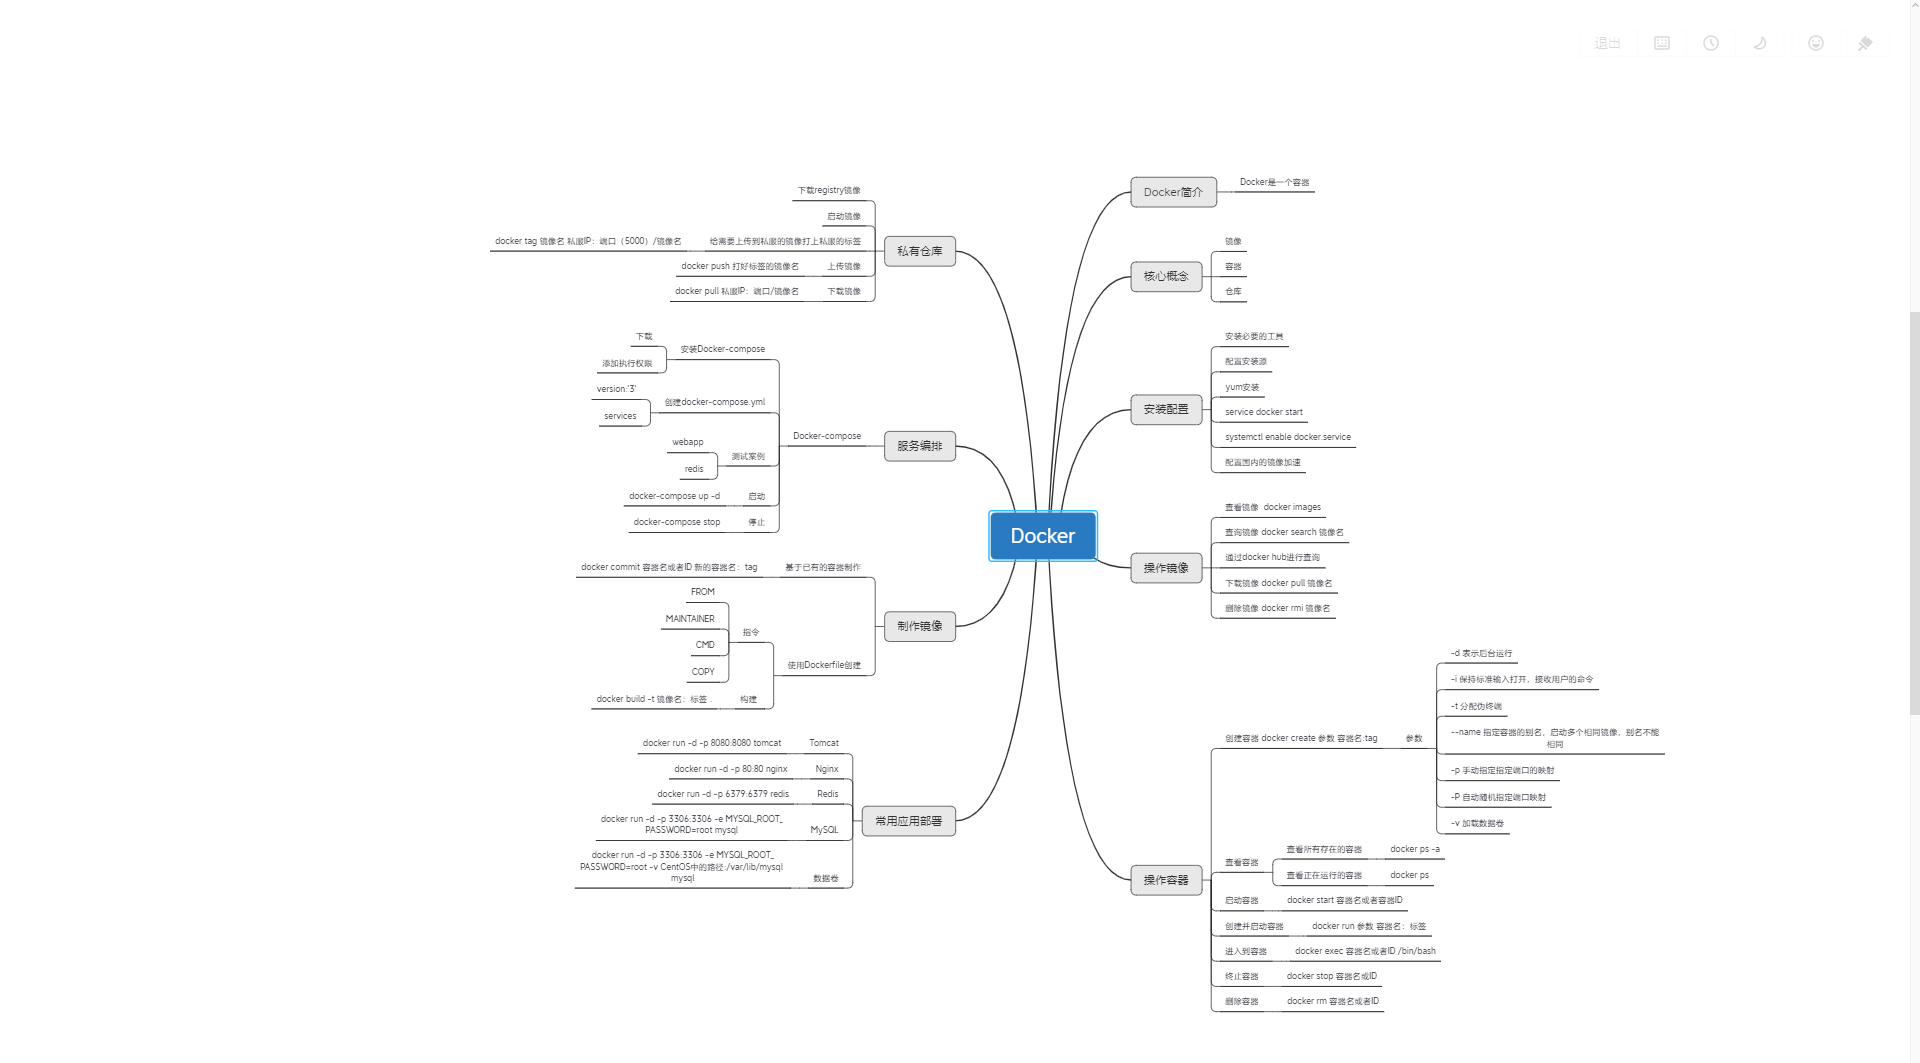 退出
Docker
Docker简介
Docker是一个容器
核心概念
镜像
容器
仓库
安装配置
安装必要的工具
配置安装源
yum安装
service docker start
systemctl enable docker.service
配置国内的镜像加速
操作镜像
查看镜像 docker images
查询镜像 docker search 镜像名
通过docker hub进行查询
下载镜像 docker pull 镜像名
删除镜像 docker rmi 镜像名
操作容器
创建容器 docker create 参数 容器名:tag
参数
-d 表示后台运行
-i 保持标准输入打开，接收用户的命令
-t 分配伪终端
--name 指定容器的别名，启动多个相同镜像，别名不能
相同
-p 手动指定指定端口的映射
-P 自动随机指定端口映射
-v 加载数据卷
查看容器
查看所有存在的容器
docker ps -a
查看正在运行的容器
docker ps
启动容器
docker start 容器名或者容器ID
创建并启动容器
docker run 参数 容器名：标签
进入到容器
docker exec 容器名或者ID /bin/bash
终止容器
docker stop 容器名或ID
删除容器
docker rm 容器名或者ID
私有仓库
下载registry镜像
启动镜像
给需要上传到私服的镜像打上私服的标签
docker tag 镜像名 私服IP：端口（5000）/镜像名
上传镜像
docker push 打好标签的镜像名
下载镜像
docker pull 私服IP：端口/镜像名
服务编排
Docker-compose
安装Docker-compose
下载
添加执行权限
创建docker-compose.yml
version:'3'
services
测试案例
webapp
redis
启动
docker-compose up -d
停止
docker-compose stop
制作镜像
基于已有的容器制作
docker commit 容器名或者ID 新的容器名：tag
使用Dockerfile创建
指令
FROM
MAINTAINER
CMD
COPY
构建
docker build -t 镜像名：标签 .
常用应用部署
Tomcat
docker run -d -p 8080:8080 tomcat
Nginx
docker run -d -p 80:80 nginx
Redis
docker run -d -p 6379:6379 redis
MySQL
docker run -d -p 3306:3306 -e MYSQL_ROOT_
PASSWORD=root mysql
数据卷
docker run -d -p 3306:3306 -e MYSQL_ROOT_
PASSWORD=root -v CentOS中的路径:/var/lib/mysql
mysql